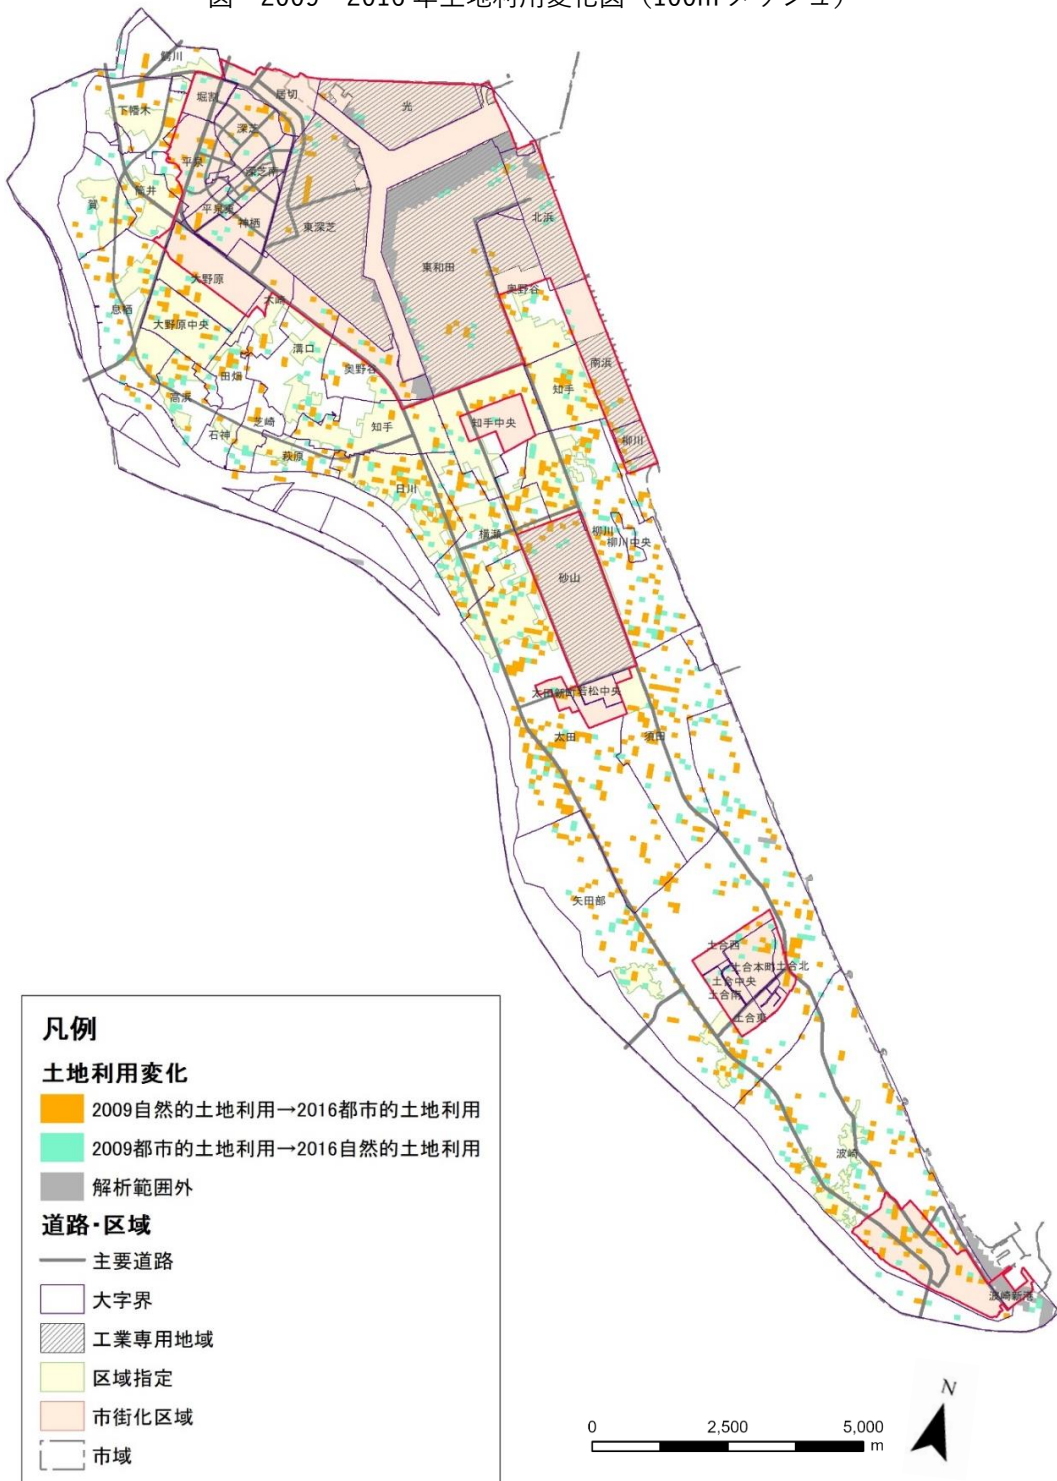 図 2009-2016年土地利用変化図（100mメッシュ）
鰐川
下幡木
堀割
居切
光
深芝
平泉
深芝南
筒井
賀
平泉東
神栖
東深芝
北浜
東和田
大野原
木崎
奥野谷
息栖
大野原中央
溝口
田畑
奥野谷
南浜
高浜
知手
芝崎
知手中央
石神
知手
柳川
萩原
日川
横瀬
柳川
柳川中央
砂山
太田新町
若松中央
太田
須田
矢田部
土合西
土合本町
土合北
土合中央
土合南
土合東
波崎
波崎新港
凡例
土地利用変化
2009自然的土地利用→2016都市的土地利用
2009都市的土地利用→2016自然的土地利用
解析範囲外
道路・区域
主要道路
大字界
工業専用地域
区域指定
市街化区域
市域
0 2,500 5,000
m
N